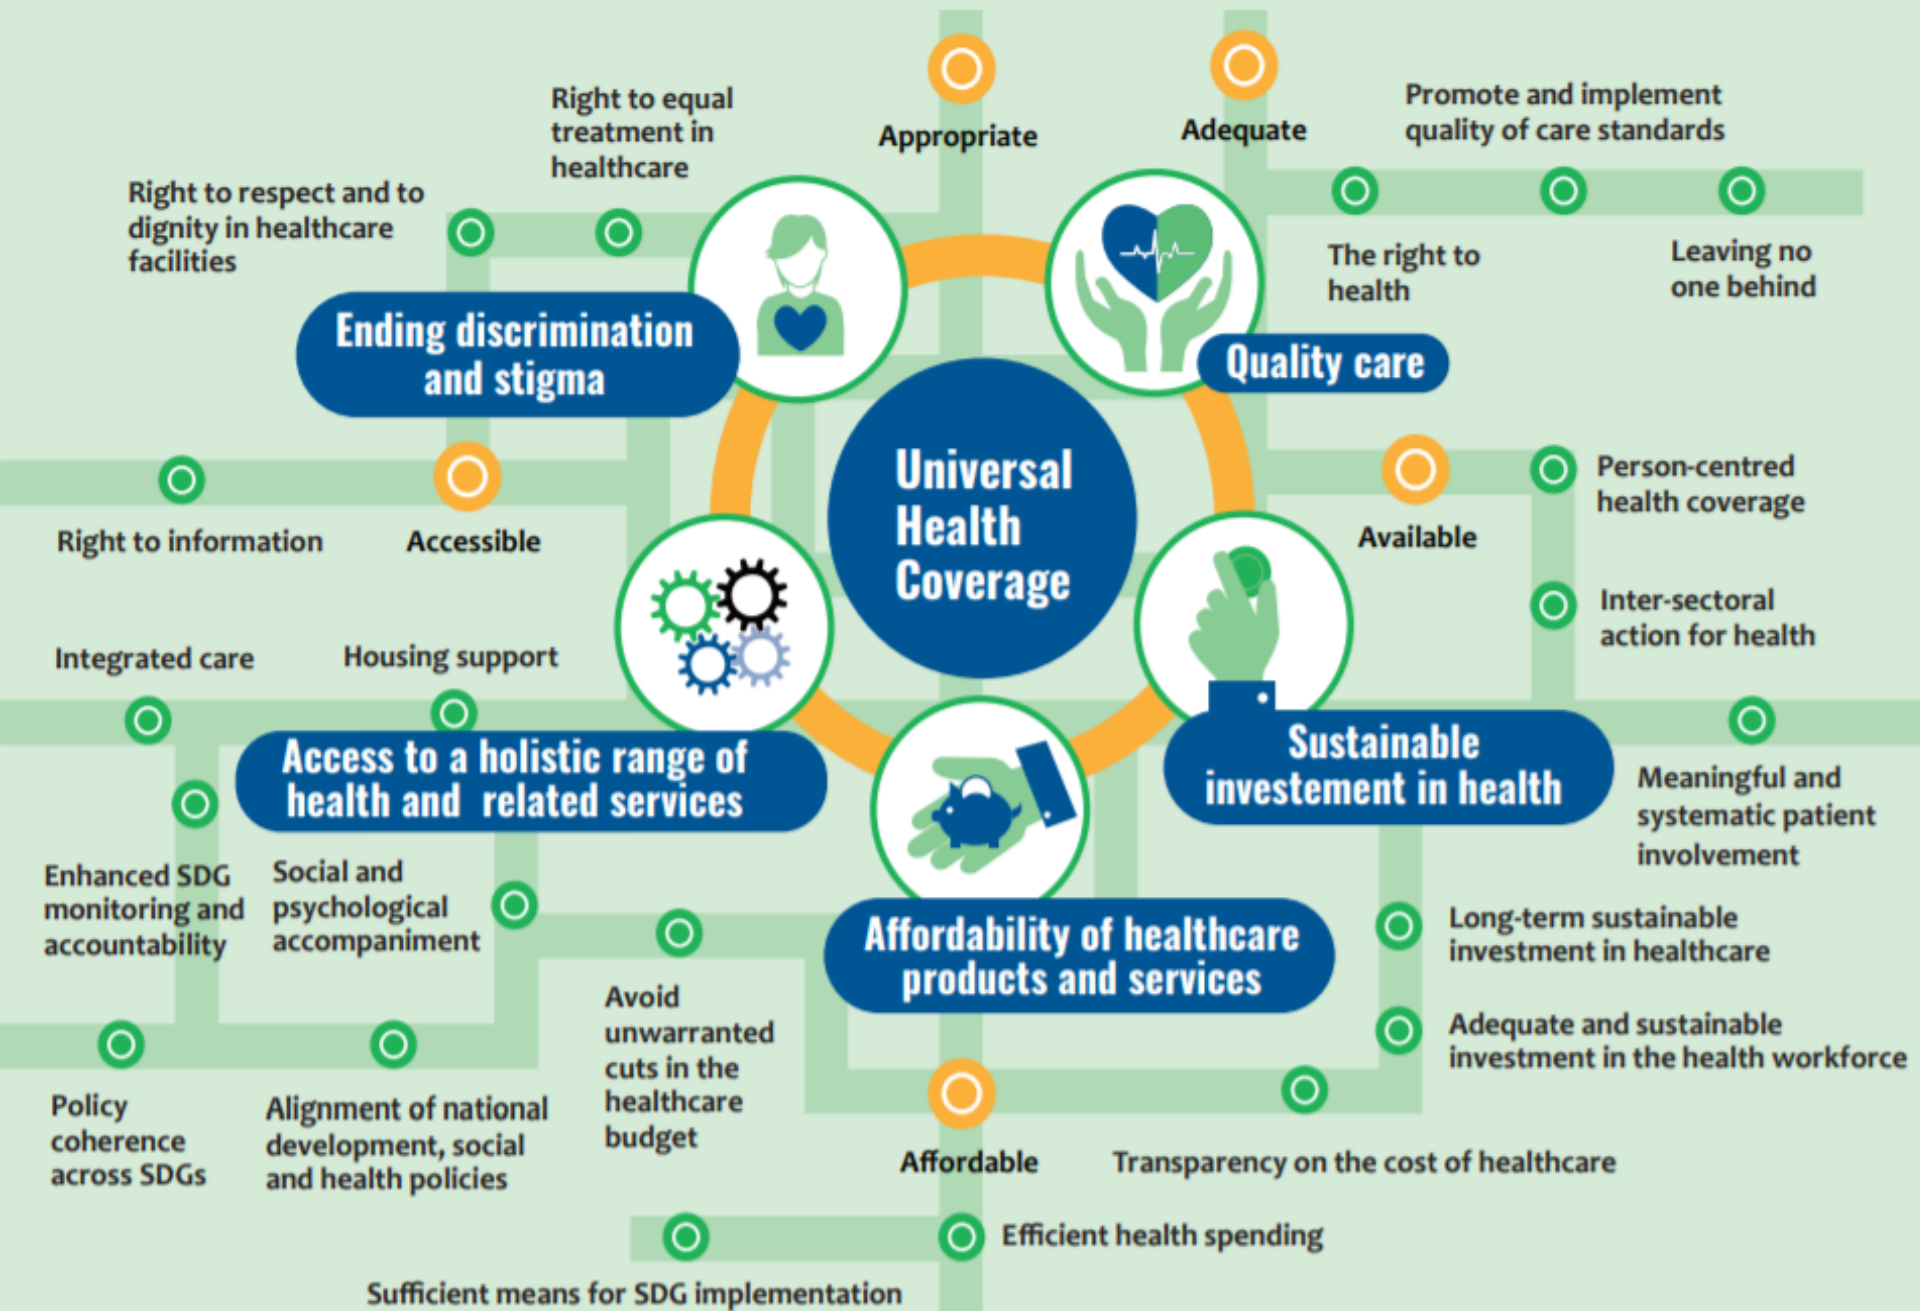 Appropriate
Adequate
Right to equal
treatment in
healthcare
Promote and implement
quality of care standards
Right to respect and to
dignity in healthcare
facilities
The right to
health
Leaving no
one behind
Ending discrimination
and stigma
Quality care
Universal
Health
Coverage
Right to information
Accessible
Available
Person-centred
health coverage
Inter-sectoral
action for health
Integrated care
Housing support
Access to a holistic range of
health and related services
Sustainable
investement in health
Meaningful and
systematic patient
involvement
Enhanced SDG
monitoring and
accountability
Social and
psychological
accompaniment
Affordability of healthcare
products and services
Long-term sustainable
investment in healthcare
Avoid
unwarranted
cuts in the
healthcare
budget
Adequate and sustainable
investment in the health workforce
Policy
coherence
across SDGs
Alignment of national
development, social
and health policies
Affordable
Transparency on the cost of healthcare
Efficient health spending
Sufficient means for SDG implementation